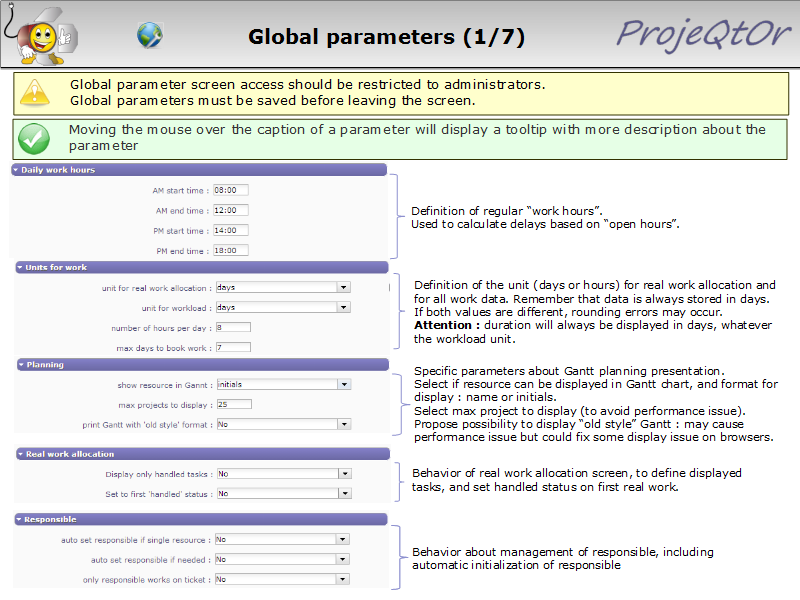 Global parameters (1/7)
ProjeQtOr
Global parameter screen access should be restricted to administrators.
Global parameters must be saved before leaving the screen.
Moving the mouse over the caption of a parameter will display a tooltip with more description about the
parameter
Daily work hours
AM start time : 08:00
AM end time : 12:00
PM start time : 14:00
PM end time : 18:00
Definition of regular “work hours”.
Used to calculate delays based on “open hours”.
Units for work
unit for real work allocation : days
unit for workload : days
number of hours per day : 8
max days to book work : 7
Definition of the unit (days or hours) for real work allocation and
for all work data. Remember that data is always stored in days.
If both values are different, rounding errors may occur.
Attention : duration will always be displayed in days, whatever
the workload unit.
Planning
show resource in Gannt : initials
max projects to display : 25
print Gantt with 'old style' format : No
Specific parameters about Gantt planning presentation.
Select if resource can be displayed in Gantt chart, and format for
display : name or initials.
Select max project to display (to avoid performance issue).
Propose possibility to display “old style” Gantt : may cause
performance issue but could fix some display issue on browsers.
Real work allocation
Display only handled tasks : No
Set to first 'handled' status : No
Behavior of real work allocation screen, to define displayed
tasks, and set handled status on first real work.
Responsible
auto set responsible if single resource : No
auto set responsible if needed : No
only responsible works on ticket : No
Behavior about management of responsible, including
automatic initialization of responsible